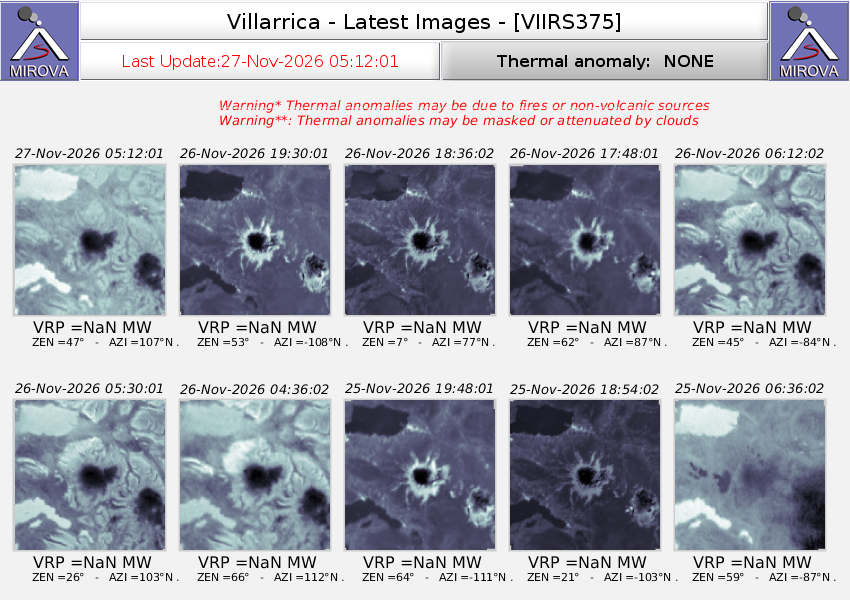 Villarrica - Latest Images - [VIIRS375]
MIROVA
Last Update:27-Nov-2026 05:12:01
Thermal anomaly:  NONE
MIROVA
Warning* Thermal anomalies may be due to fires or non-volcanic sources
Warning**: Thermal anomalies may be masked or attenuated by clouds
27-Nov-2026 05:12:01 26-Nov-2026 19:30:01 26-Nov-2026 18:36:02 26-Nov-2026 17:48:01 26-Nov-2026 06:12:02
VRP =NaN MW VRP =NaN MW VRP =NaN MW VRP =NaN MW VRP =NaN MW
ZEN =47° - AZI =107°N . ZEN =53° - AZI =-108°N . ZEN =7° - AZI =77°N . ZEN =62° - AZI =87°N . ZEN =45° - AZI =-84°N .
26-Nov-2026 05:30:01 26-Nov-2026 04:36:02 25-Nov-2026 19:48:01 25-Nov-2026 18:54:02 25-Nov-2026 06:36:02
VRP =NaN MW VRP =NaN MW VRP =NaN MW VRP =NaN MW VRP =NaN MW
ZEN =26° - AZI =103°N . ZEN =66° - AZI =112°N . ZEN =64° - AZI =-111°N . ZEN =21° - AZI =-103°N . ZEN =59° - AZI =-87°N .